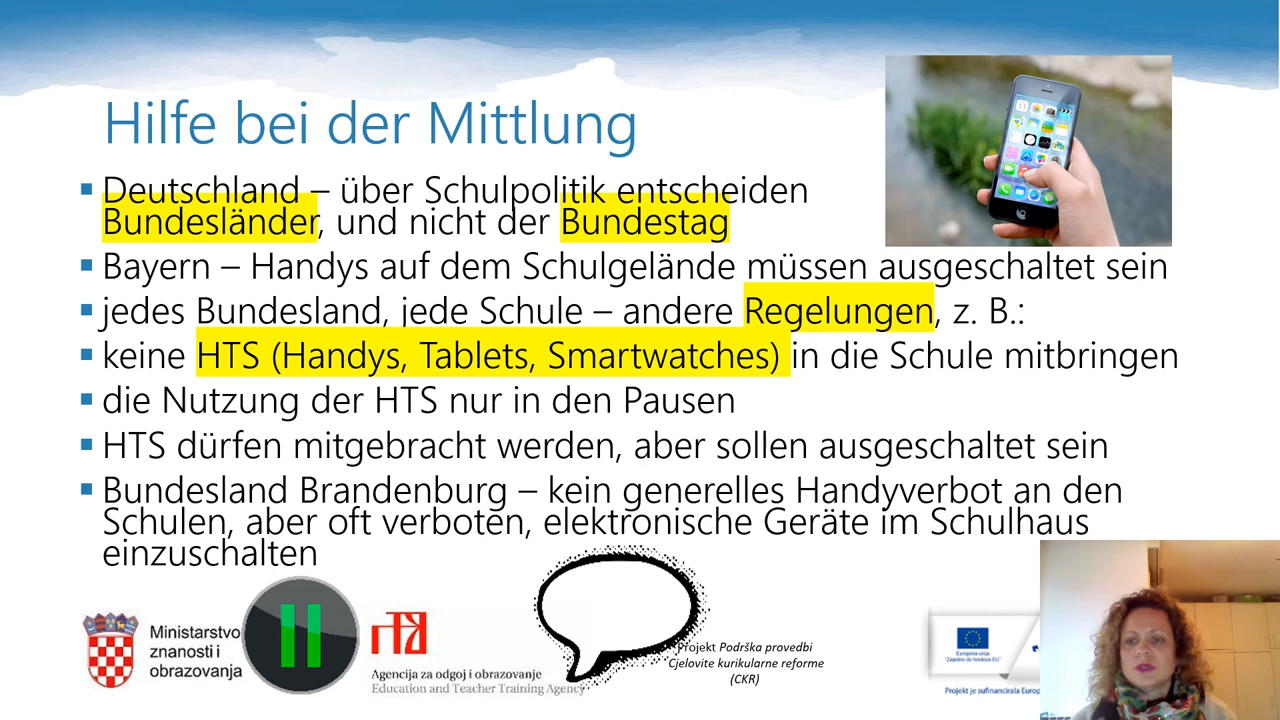 Hilfe bei der Mittlung
Deutschland – über Schulpolitik entscheiden
Bundesländer, und nicht der Bundestag
Bayern – Handys auf dem Schulgelände müssen ausgeschaltet sein
jedes Bundesland, jede Schule – andere Regelungen, z. B.:
keine HTS (Handys, Tablets, Smartwatches) in die Schule mitbringen
die Nutzung der HTS nur in den Pausen
HTS dürfen mitgebracht werden, aber sollen ausgeschaltet sein
Bundesland Brandenburg – kein generelles Handyverbot an den
Schulen, aber oft verboten, elektronische Geräte im Schulhaus
einzuschalten
Ministarstvo
znanosti i
obrazovanja
Agencija za odgoj i obrazovanje
Education and Teacher Training Agency
Projekt Podrška provedbi
Cjelovite kurikularne reforme
(CKR)
Europska unija
"Zajedno do fondova EU"
Projekt je sufinancirala Europ